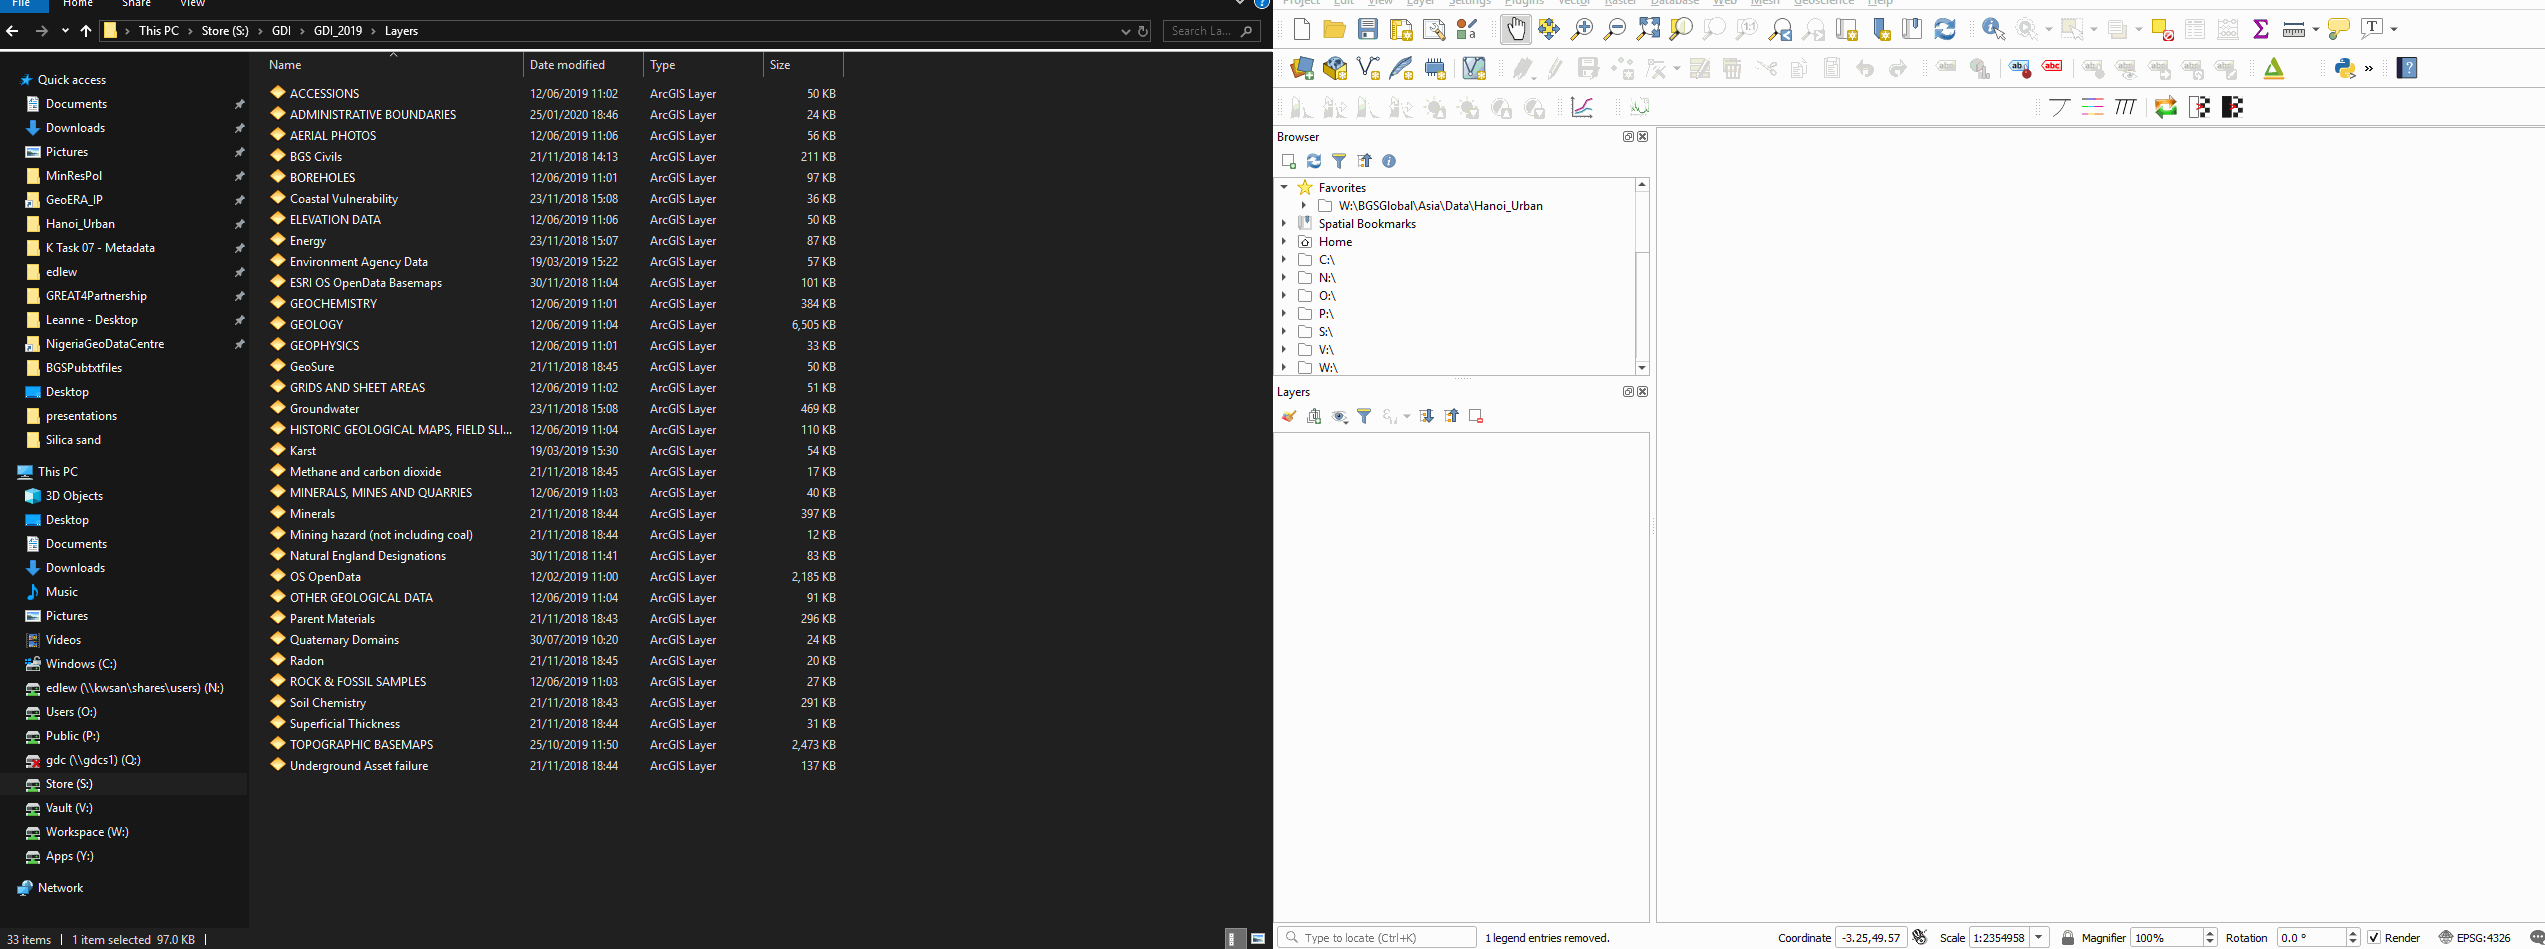 File Home Share View
This PC > Store (S:) > GDI > GDI_2019 > Layers
Search La...
Quick access
Documents
Downloads
Pictures
MinResPol
GeoERA_IP
Hanoi_Urban
K Task 07 - Metadata
edlew
GREAT4Partnership
Leanne - Desktop
NigeriaGeoDataCentre
BGSPubtxtfiles
Desktop
presentations
Silica sand
This PC
3D Objects
Desktop
Documents
Downloads
Music
Pictures
Videos
Windows (C:)
edlew (\\kwsan\shares\users) (N:)
Users (O:)
Public (P:)
gdc (\\gdcs1) (Q:)
Store (S:)
Vault (V:)
Workspace (W:)
Apps (Y:)
Network
Name Date modified Type Size
ACCESSIONS 12/06/2019 11:02 ArcGIS Layer 50 KB
ADMINISTRATIVE BOUNDARIES 25/01/2020 18:46 ArcGIS Layer 24 KB
AERIAL PHOTOS 12/06/2019 11:06 ArcGIS Layer 56 KB
BGS Civils 21/11/2018 14:13 ArcGIS Layer 211 KB
BOREHOLES 12/06/2019 11:01 ArcGIS Layer 97 KB
Coastal Vulnerability 23/11/2018 15:08 ArcGIS Layer 36 KB
ELEVATION DATA 12/06/2019 11:06 ArcGIS Layer 50 KB
Energy 23/11/2018 15:07 ArcGIS Layer 87 KB
Environment Agency Data 19/03/2019 15:22 ArcGIS Layer 57 KB
ESRI OS OpenData Basemaps 30/11/2018 11:04 ArcGIS Layer 101 KB
GEOCHEMISTRY 12/06/2019 11:01 ArcGIS Layer 384 KB
GEOLOGY 12/06/2019 11:04 ArcGIS Layer 6,505 KB
GEOPHYSICS 12/06/2019 11:01 ArcGIS Layer 33 KB
GeoSure 21/11/2018 18:45 ArcGIS Layer 50 KB
GRIDS AND SHEET AREAS 12/06/2019 11:02 ArcGIS Layer 51 KB
Groundwater 23/11/2018 15:08 ArcGIS Layer 469 KB
HISTORIC GEOLOGICAL MAPS, FIELD SLI... 12/06/2019 11:04 ArcGIS Layer 110 KB
Karst 19/03/2019 15:30 ArcGIS Layer 54 KB
Methane and carbon dioxide 21/11/2018 18:45 ArcGIS Layer 17 KB
MINERALS, MINES AND QUARRIES 12/06/2019 11:03 ArcGIS Layer 40 KB
Minerals 21/11/2018 18:44 ArcGIS Layer 397 KB
Mining hazard (not including coal) 21/11/2018 18:44 ArcGIS Layer 12 KB
Natural England Designations 30/11/2018 11:41 ArcGIS Layer 83 KB
OS OpenData 12/02/2019 11:00 ArcGIS Layer 2,185 KB
OTHER GEOLOGICAL DATA 12/06/2019 11:04 ArcGIS Layer 91 KB
Parent Materials 21/11/2018 18:43 ArcGIS Layer 296 KB
Quaternary Domains 30/07/2019 10:20 ArcGIS Layer 24 KB
Radon 21/11/2018 18:45 ArcGIS Layer 20 KB
ROCK & FOSSIL SAMPLES 12/06/2019 11:03 ArcGIS Layer 27 KB
Soil Chemistry 21/11/2018 18:43 ArcGIS Layer 291 KB
Superficial Thickness 21/11/2018 18:44 ArcGIS Layer 31 KB
TOPOGRAPHIC BASEMAPS 25/10/2019 11:50 ArcGIS Layer 2,473 KB
Underground Asset failure 21/11/2018 18:44 ArcGIS Layer 137 KB
33 items | 1 item selected 97.0 KB |
Project Edit View Layer Settings Plugins Vector Raster Database Web Mesh Geoscience Help
Browser
Favorites
W:\BGSGlobal\Asia\Data\Hanoi_Urban
Spatial Bookmarks
Home
C:\
N:\
O:\
P:\
S:\
V:\
W:\
Layers
Type to locate (Ctrl+K) 1 legend entries removed. Coordinate -3.25,49.57 Scale 1:2354958 Magnifier 100% Rotation 0.0 ° Render EPSG:4326